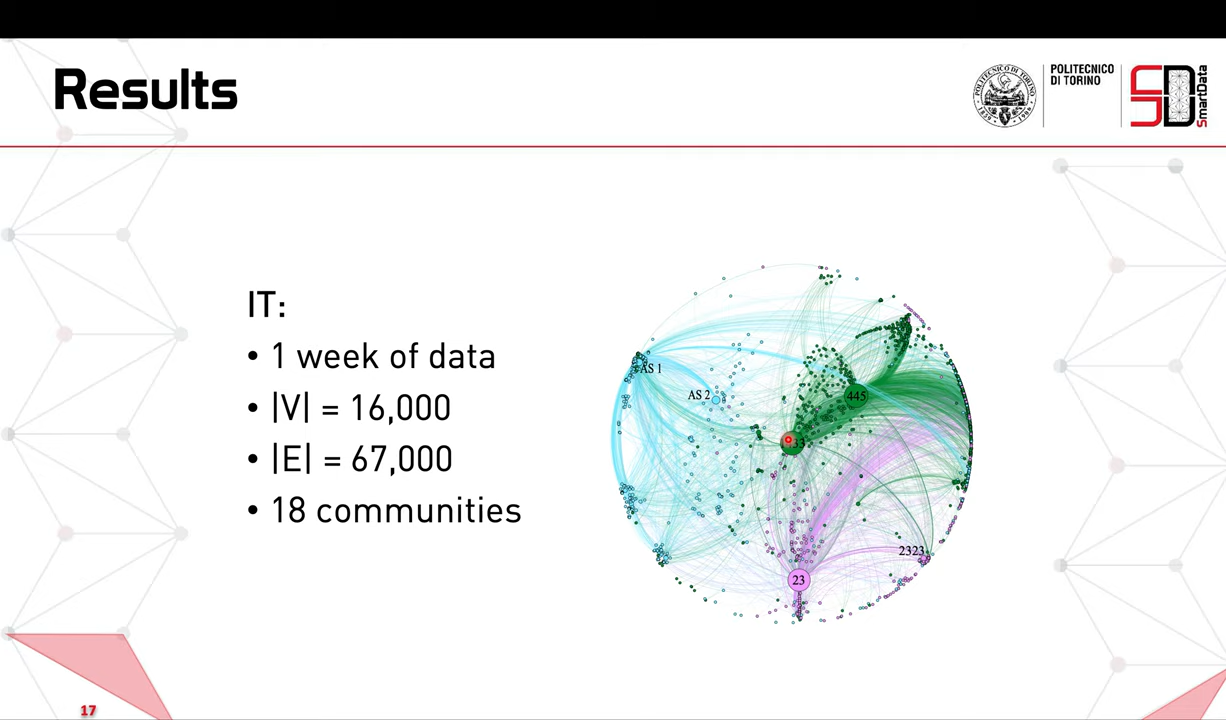 Results
POLITECNICO
DI TORINO
SmartData
IT:
• 1 week of data
• |V| = 16,000
• |E| = 67,000
• 18 communities
AS 1
AS 2
445
2323
23
17